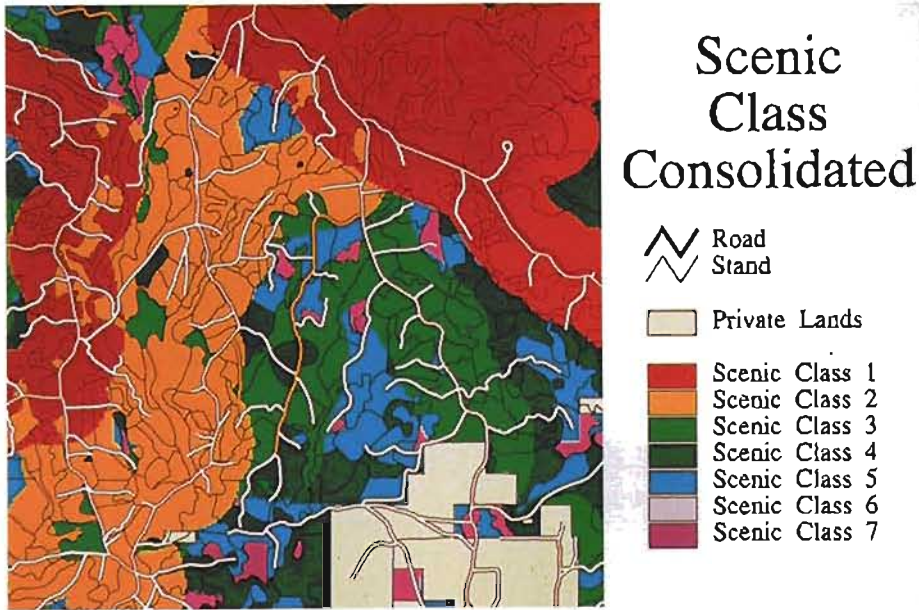 Scenic
Class
Consolidated
Road
Stand
Private Lands
Scenic Class 1
Scenic Class 2
Scenic Class 3
Scenic Class 4
Scenic Class 5
Scenic Class 6
Scenic Class 7